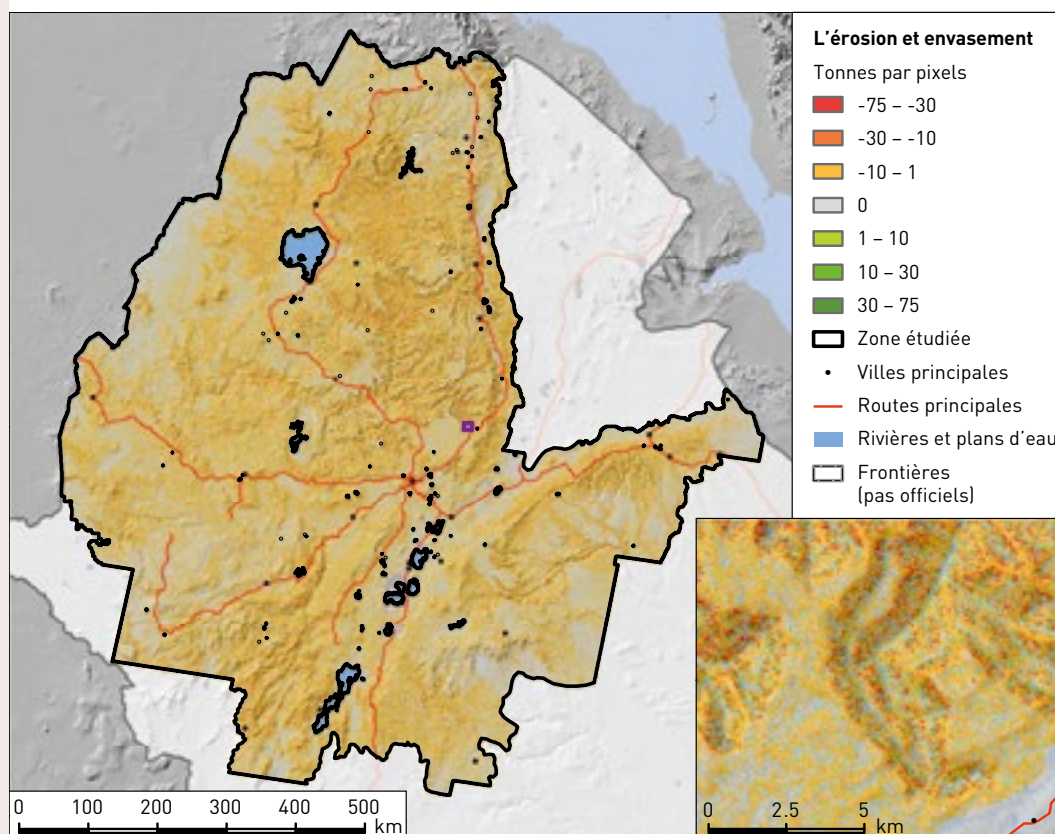 L'érosion et envasement
Tonnes par pixels
-75 – -30
-30 – -10
-10 – 1
0
1 – 10
10 – 30
30 – 75
Zone étudiée
Villes principales
Routes principales
Rivières et plans d'eau
Frontières
(pas officiels)
0 100 200 300 400 500
km
0 2.5 5
km